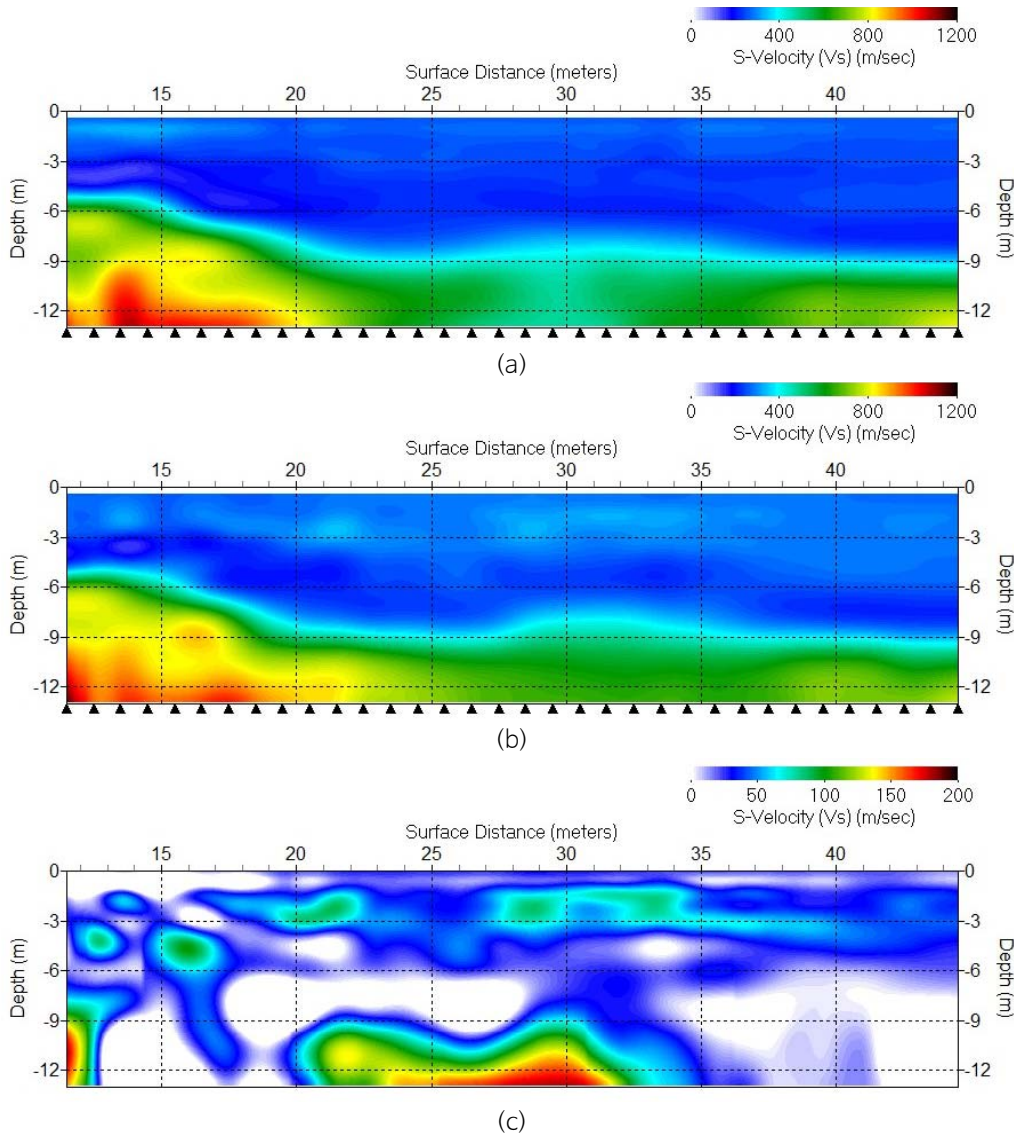 0 400 800 1200
S-Velocity (Vs) (m/sec)
Surface Distance (meters)
15 20 25 30 35 40
0 0
-3 -3
-6 -6
-9 -9
-12 -12
Depth (m) Depth (m)
(a)
0 400 800 1200
S-Velocity (Vs) (m/sec)
Surface Distance (meters)
15 20 25 30 35 40
0 0
-3 -3
-6 -6
-9 -9
-12 -12
Depth (m) Depth (m)
(b)
0 50 100 150 200
S-Velocity (Vs) (m/sec)
Surface Distance (meters)
15 20 25 30 35 40
0 0
-3 -3
-6 -6
-9 -9
-12 -12
Depth (m) Depth (m)
(c)